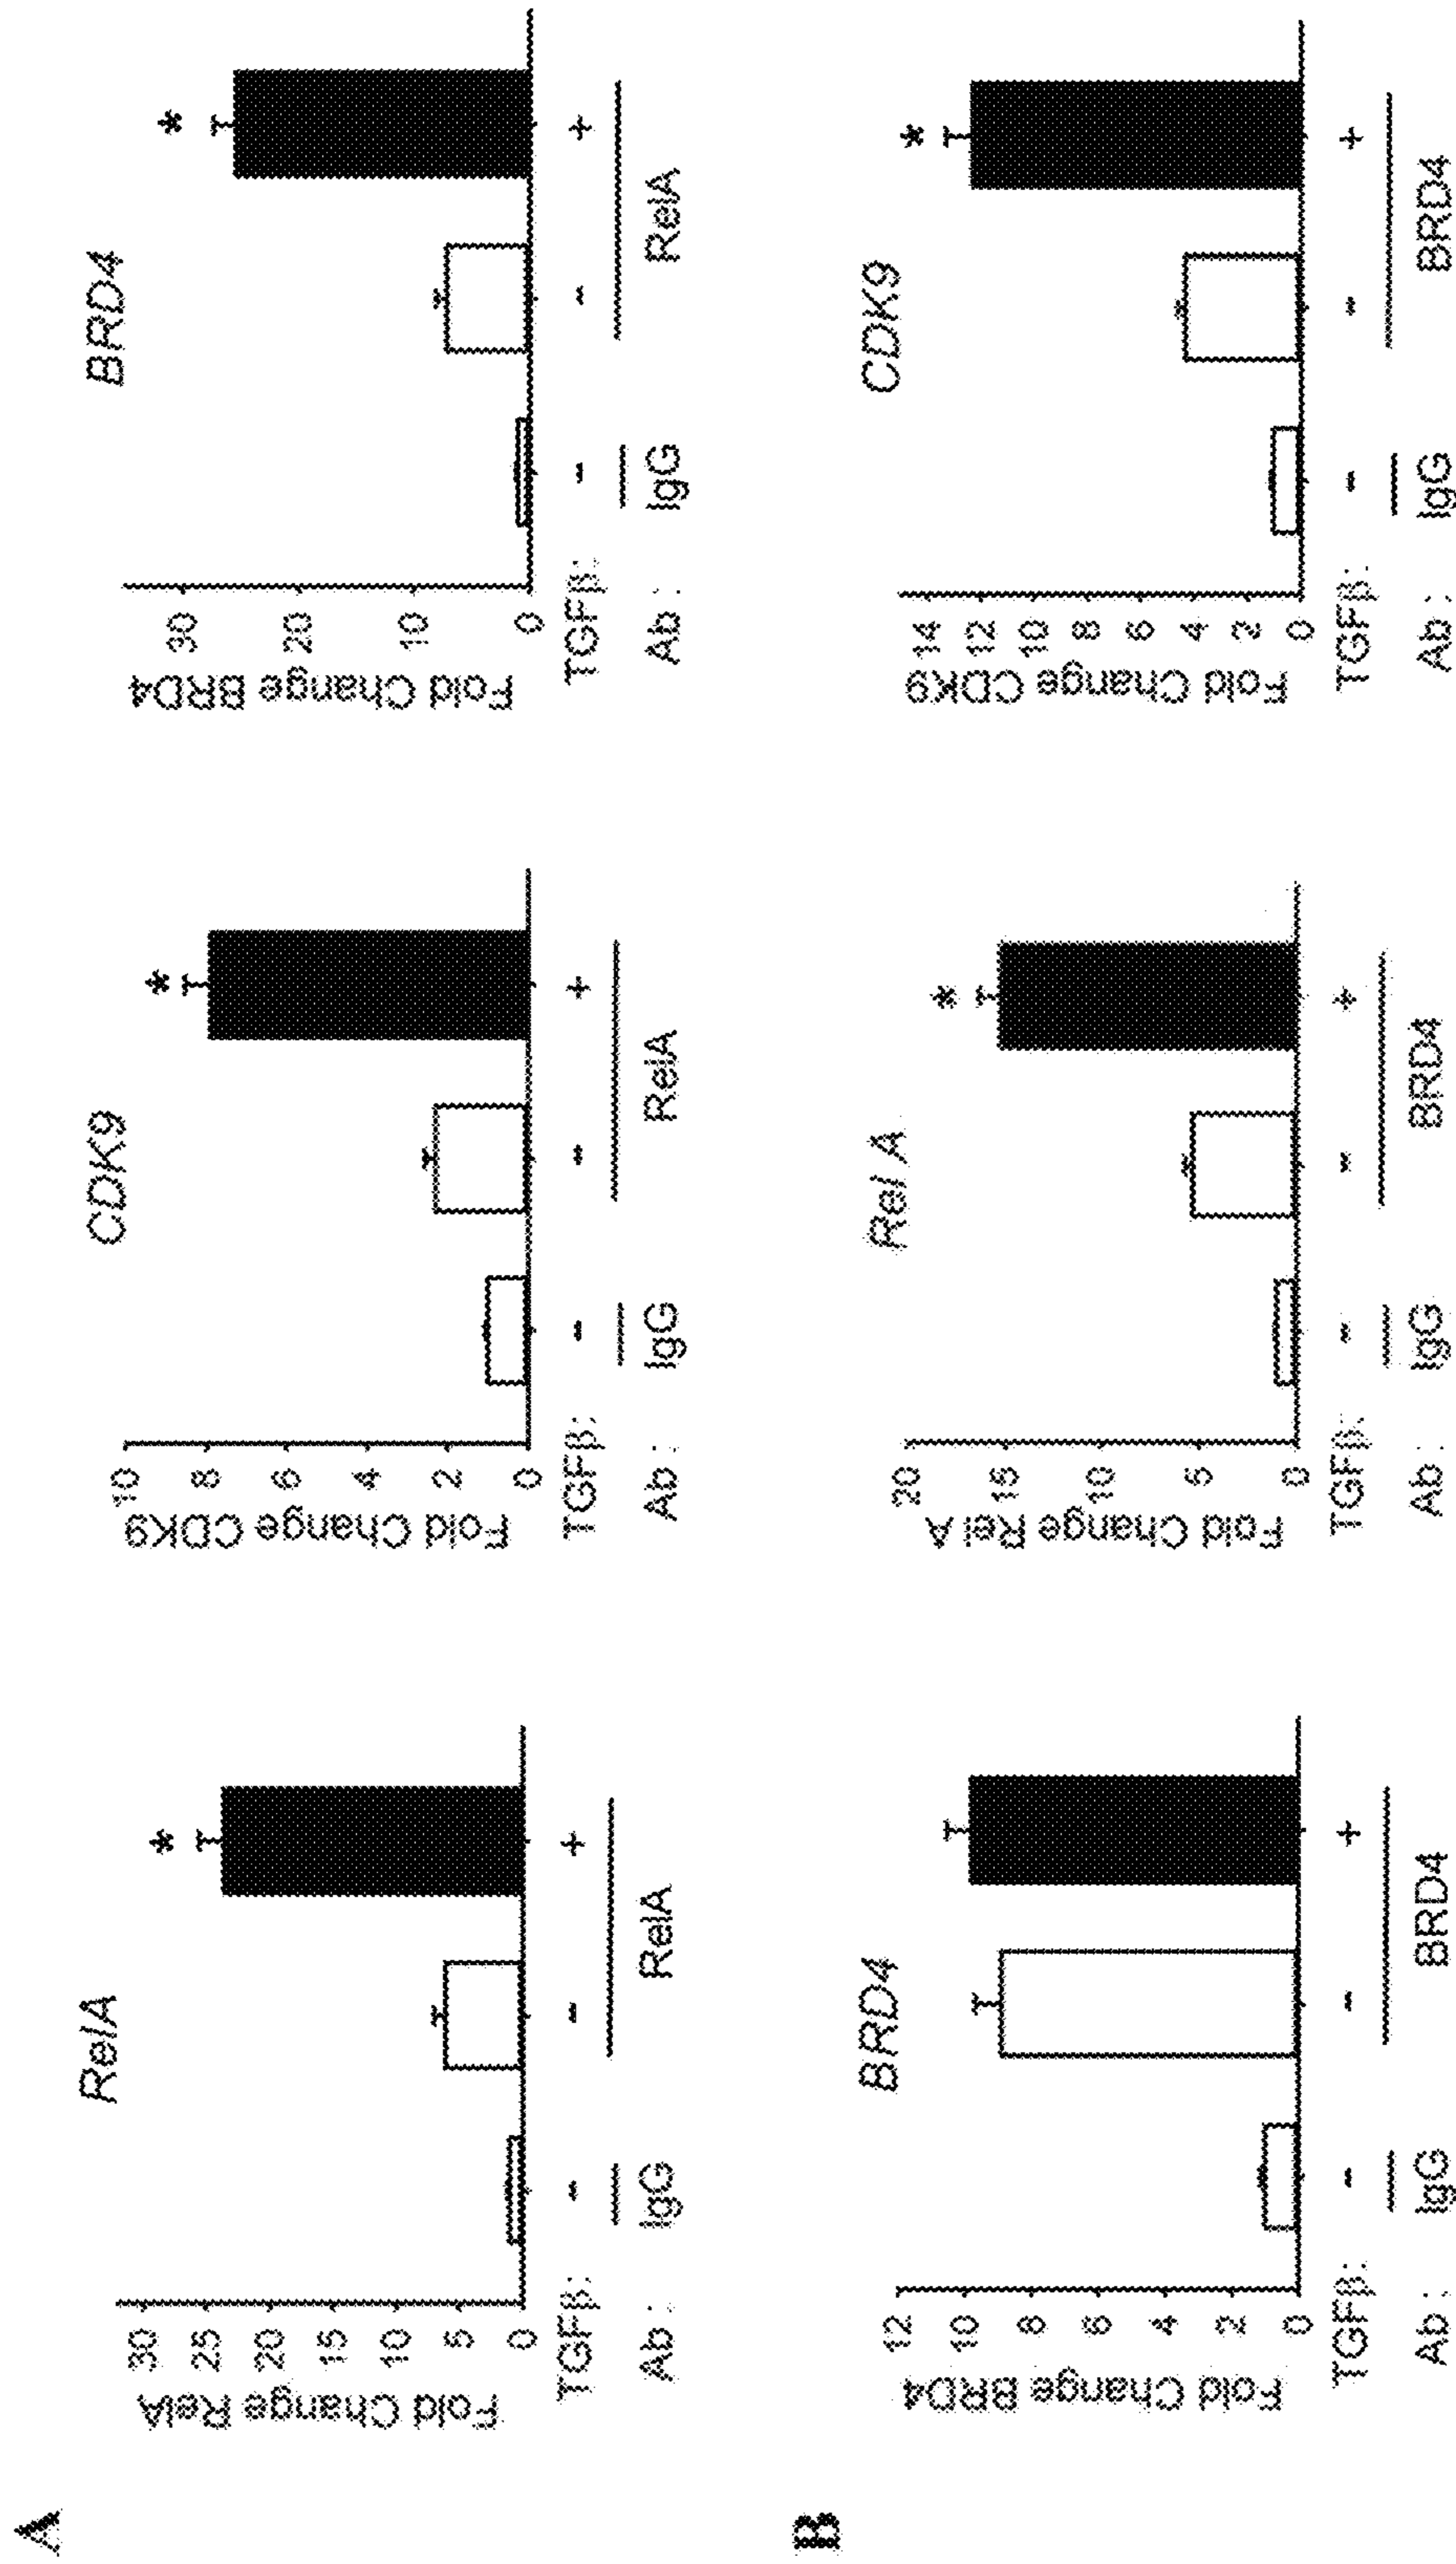 A
RelA
Fold Change RelA
30
25
20
15
10
5
0
TGFβ: - - +
Ab: IgG RelA
CDK9
Fold Change CDK9
10
8
6
4
2
0
TGFβ: - - +
Ab: IgG RelA
BRD4
Fold Change BRD4
30
20
10
0
TGFβ: - - +
Ab: IgG RelA
*
*
*
B
BRD4
Fold Change BRD4
12
10
8
6
4
2
0
TGFβ: - - +
Ab: IgG BRD4
Rel A
Fold Change Rel A
20
15
10
5
0
TGFβ: - - +
Ab: IgG BRD4
CDK9
Fold Change CDK9
14
12
10
8
6
4
2
0
TGFβ: - - +
Ab: IgG BRD4
*
*